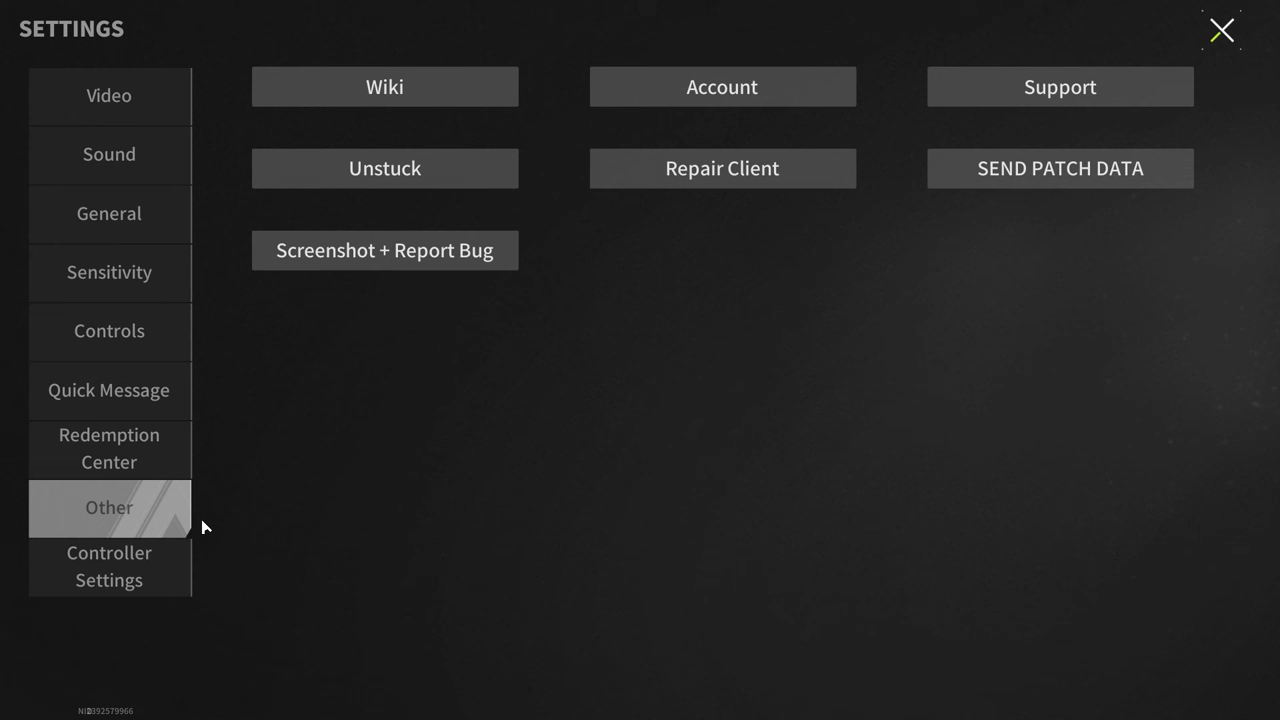 SETTINGS
Video
Sound
General
Sensitivity
Controls
Quick Message
Redemption
Center
Other
Controller
Settings
Wiki
Account
Support
Unstuck
Repair Client
SEND PATCH DATA
Screenshot + Report Bug